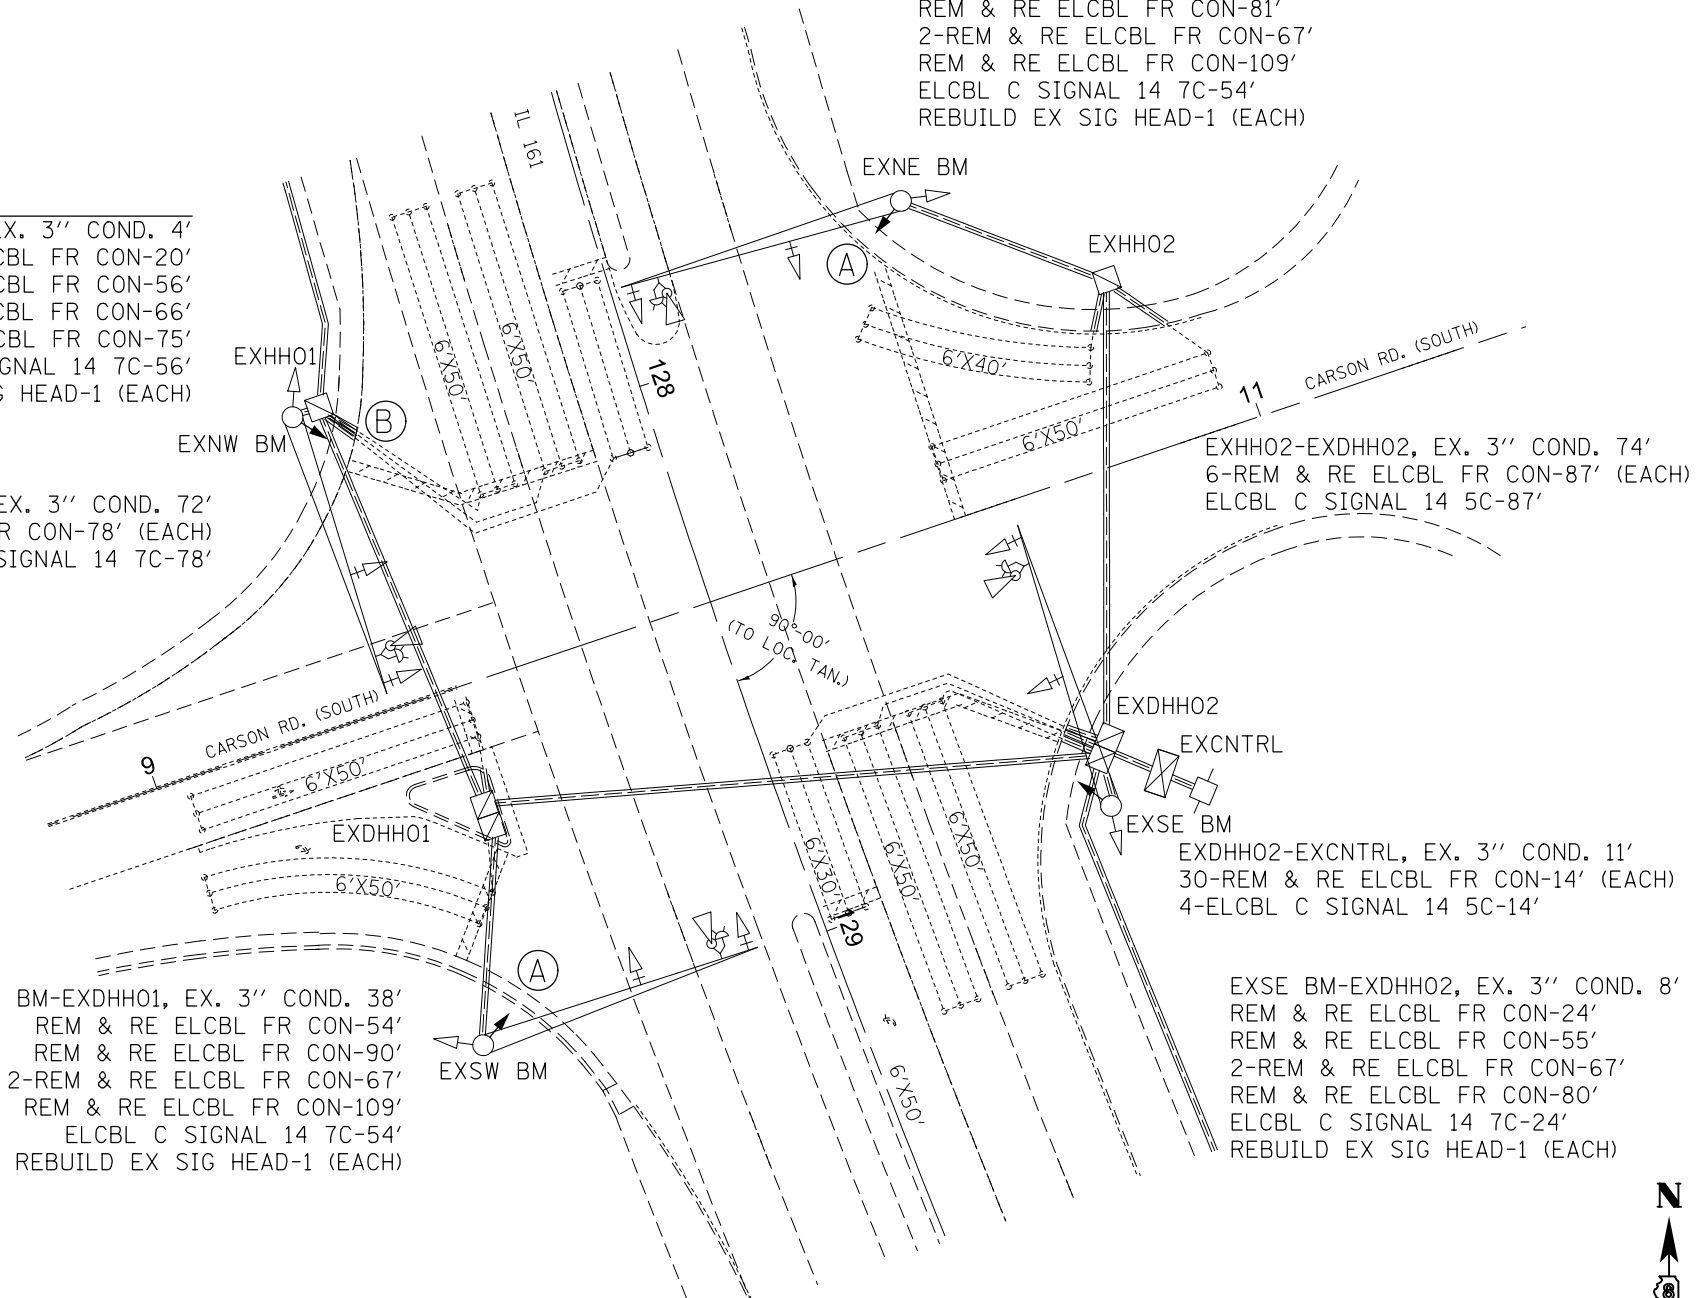 REM & RE ELCBL FR CON-81'
2-REM & RE ELCBL FR CON-67'
REM & RE ELCBL FR CON-109'
ELCBL C SIGNAL 14 7C-54'
REBUILD EX SIG HEAD-1 (EACH)
IL 161
EXNE BM
EX. 3'' COND. 4'
CBL FR CON-20'
CBL FR CON-56'
CBL FR CON-66'
CBL FR CON-75'
IGNAL 14 7C-56'
G HEAD-1 (EACH)
A
EXHH02
EXHH01
6'X50'
6'X50'
128
6'X40'
CARSON RD. (SOUTH)
11
B
EXNW BM
6'X50'
EXHH02-EXDHH02, EX. 3'' COND. 74'
6-REM & RE ELCBL FR CON-87' (EACH)
ELCBL C SIGNAL 14 5C-87'
EX. 3'' COND. 72'
R CON-78' (EACH)
SIGNAL 14 7C-78'
90°-00'
(TO LOC. TAN.)
CARSON RD. (SOUTH)
9
EXDHH02
EXCNTRL
6'X50'
EXDHH01
EXSE BM
6'X30'
6'X50'
6'X50'
6'X50'
EXDHH02-EXCNTRL, EX. 3'' COND. 11'
30-REM & RE ELCBL FR CON-14' (EACH)
4-ELCBL C SIGNAL 14 5C-14'
129
A
BM-EXDHH01, EX. 3'' COND. 38'
REM & RE ELCBL FR CON-54'
REM & RE ELCBL FR CON-90'
2-REM & RE ELCBL FR CON-67'
REM & RE ELCBL FR CON-109'
ELCBL C SIGNAL 14 7C-54'
REBUILD EX SIG HEAD-1 (EACH)
EXSW BM
6'X50'
EXSE BM-EXDHH02, EX. 3'' COND. 8'
REM & RE ELCBL FR CON-24'
REM & RE ELCBL FR CON-55'
2-REM & RE ELCBL FR CON-67'
REM & RE ELCBL FR CON-80'
ELCBL C SIGNAL 14 7C-24'
REBUILD EX SIG HEAD-1 (EACH)
N
8